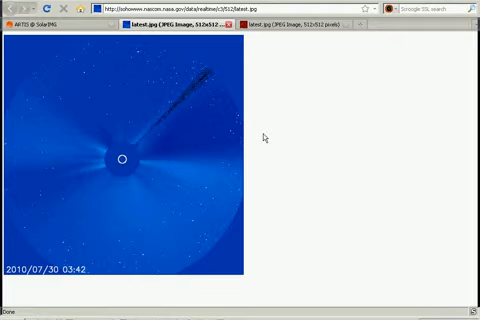 http://sohowww.nascom.nasa.gov/data/realtime/c3/512/latest.jpg
Scroogle SSL search
ARTIS @ SolarIMG
latest.jpg (JPEG Image, 512x512 ...
latest.jpg (JPEG Image, 512x512 pixels)
2010/07/30 03:42
Done